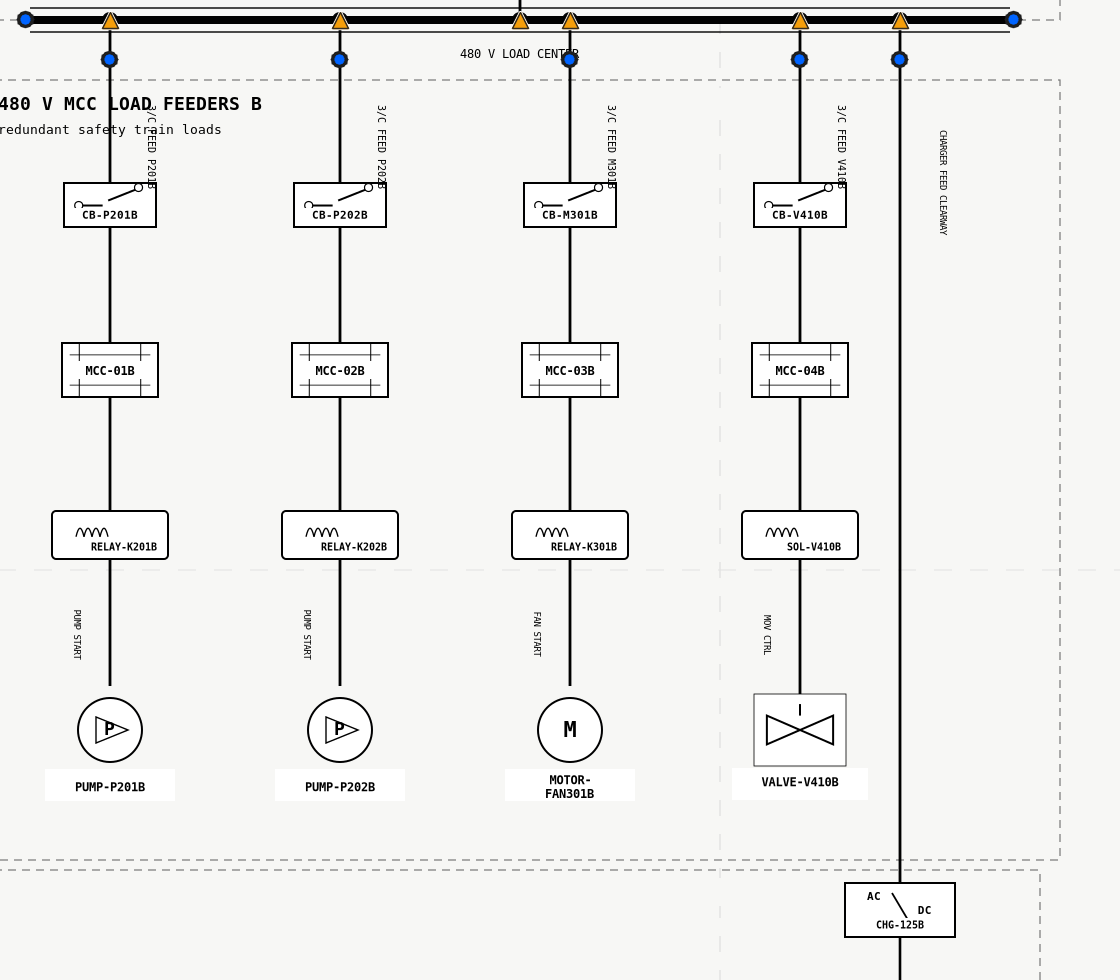 480 V LOAD CENTER
480 V MCC LOAD FEEDERS B
redundant safety train loads
3/C FEED P201B
3/C FEED P202B
3/C FEED M301B
3/C FEED V410B
CHARGER FEED CLEARWAY
CB-P201B
CB-P202B
CB-M301B
CB-V410B
MCC-01B
MCC-02B
MCC-03B
MCC-04B
RELAY-K201B
RELAY-K202B
RELAY-K301B
SOL-V410B
PUMP START
PUMP START
FAN START
MOV CTRL
P
P
M
PUMP-P201B
PUMP-P202B
MOTOR-
FAN301B
VALVE-V410B
AC
DC
CHG-125B